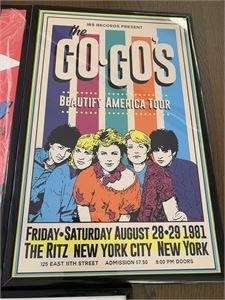 IRS RECORDS PRESENT
the
GO-GO'S
BEAUTIFY AMERICA TOUR
FRIDAY-SATURDAY AUGUST 28-29 1981
THE RITZ NEW YORK CITY NEW YORK
125 EAST 11TH STREET ADMISSION $7.50 8:00 PM DOORS